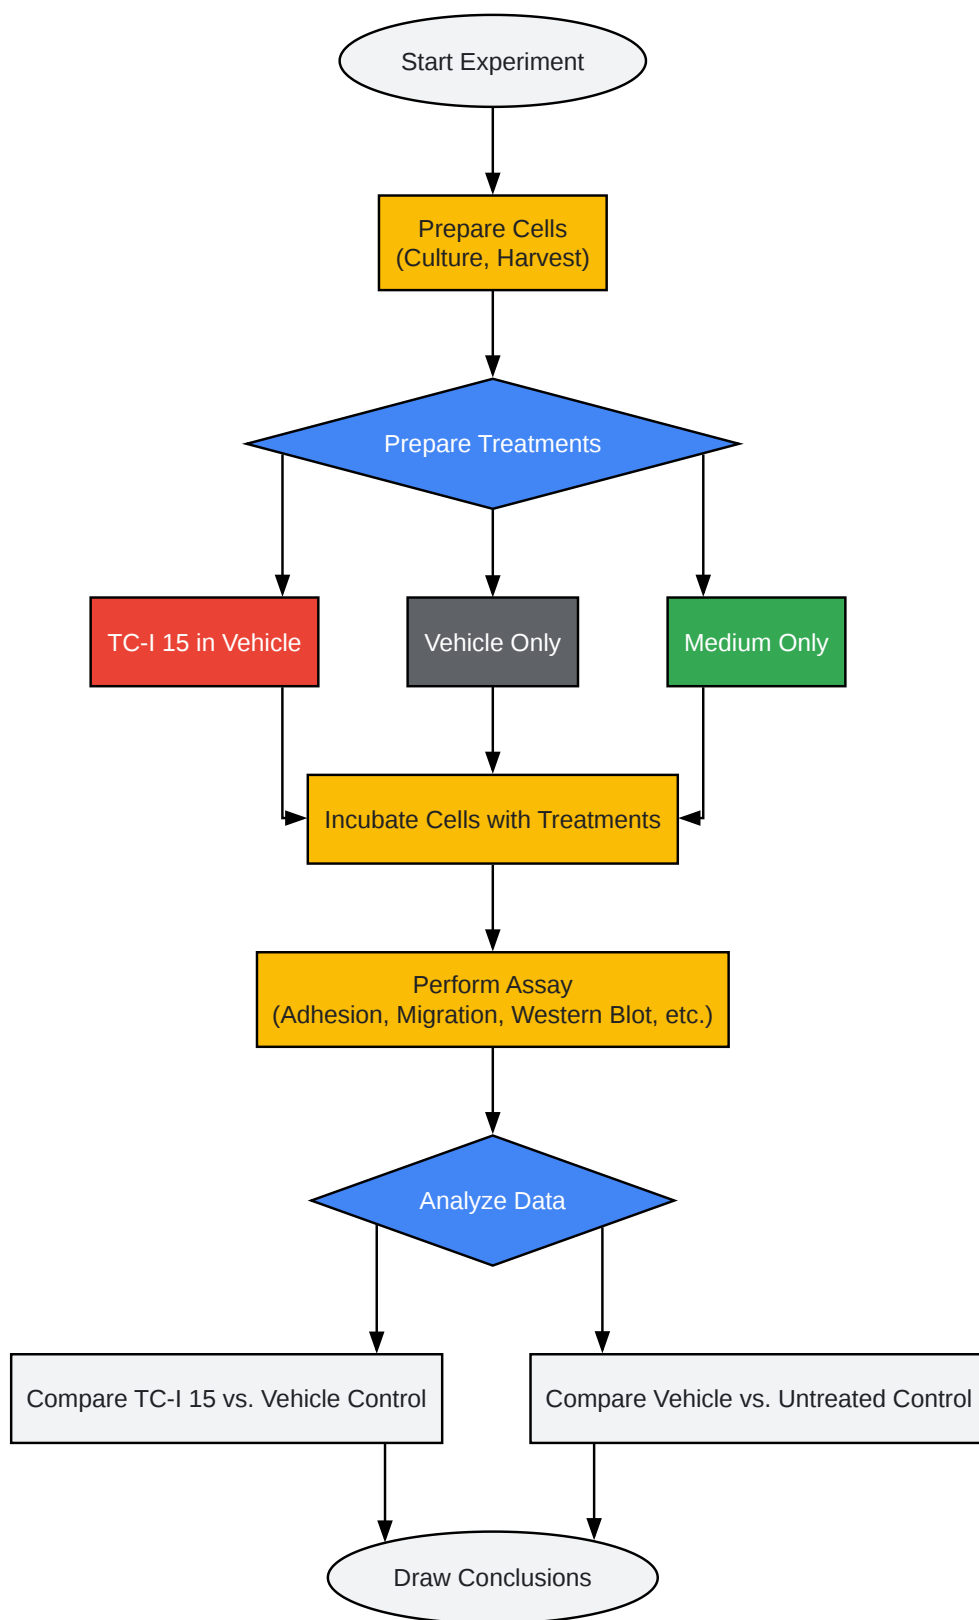 Start Experiment
Prepare Cells
(Culture, Harvest)
Prepare Treatments
TC-I 15 in Vehicle
Vehicle Only
Medium Only
Incubate Cells with Treatments
Perform Assay
(Adhesion, Migration, Western Blot, etc.)
Analyze Data
Compare TC-I 15 vs. Vehicle Control
Compare Vehicle vs. Untreated Control
Draw Conclusions